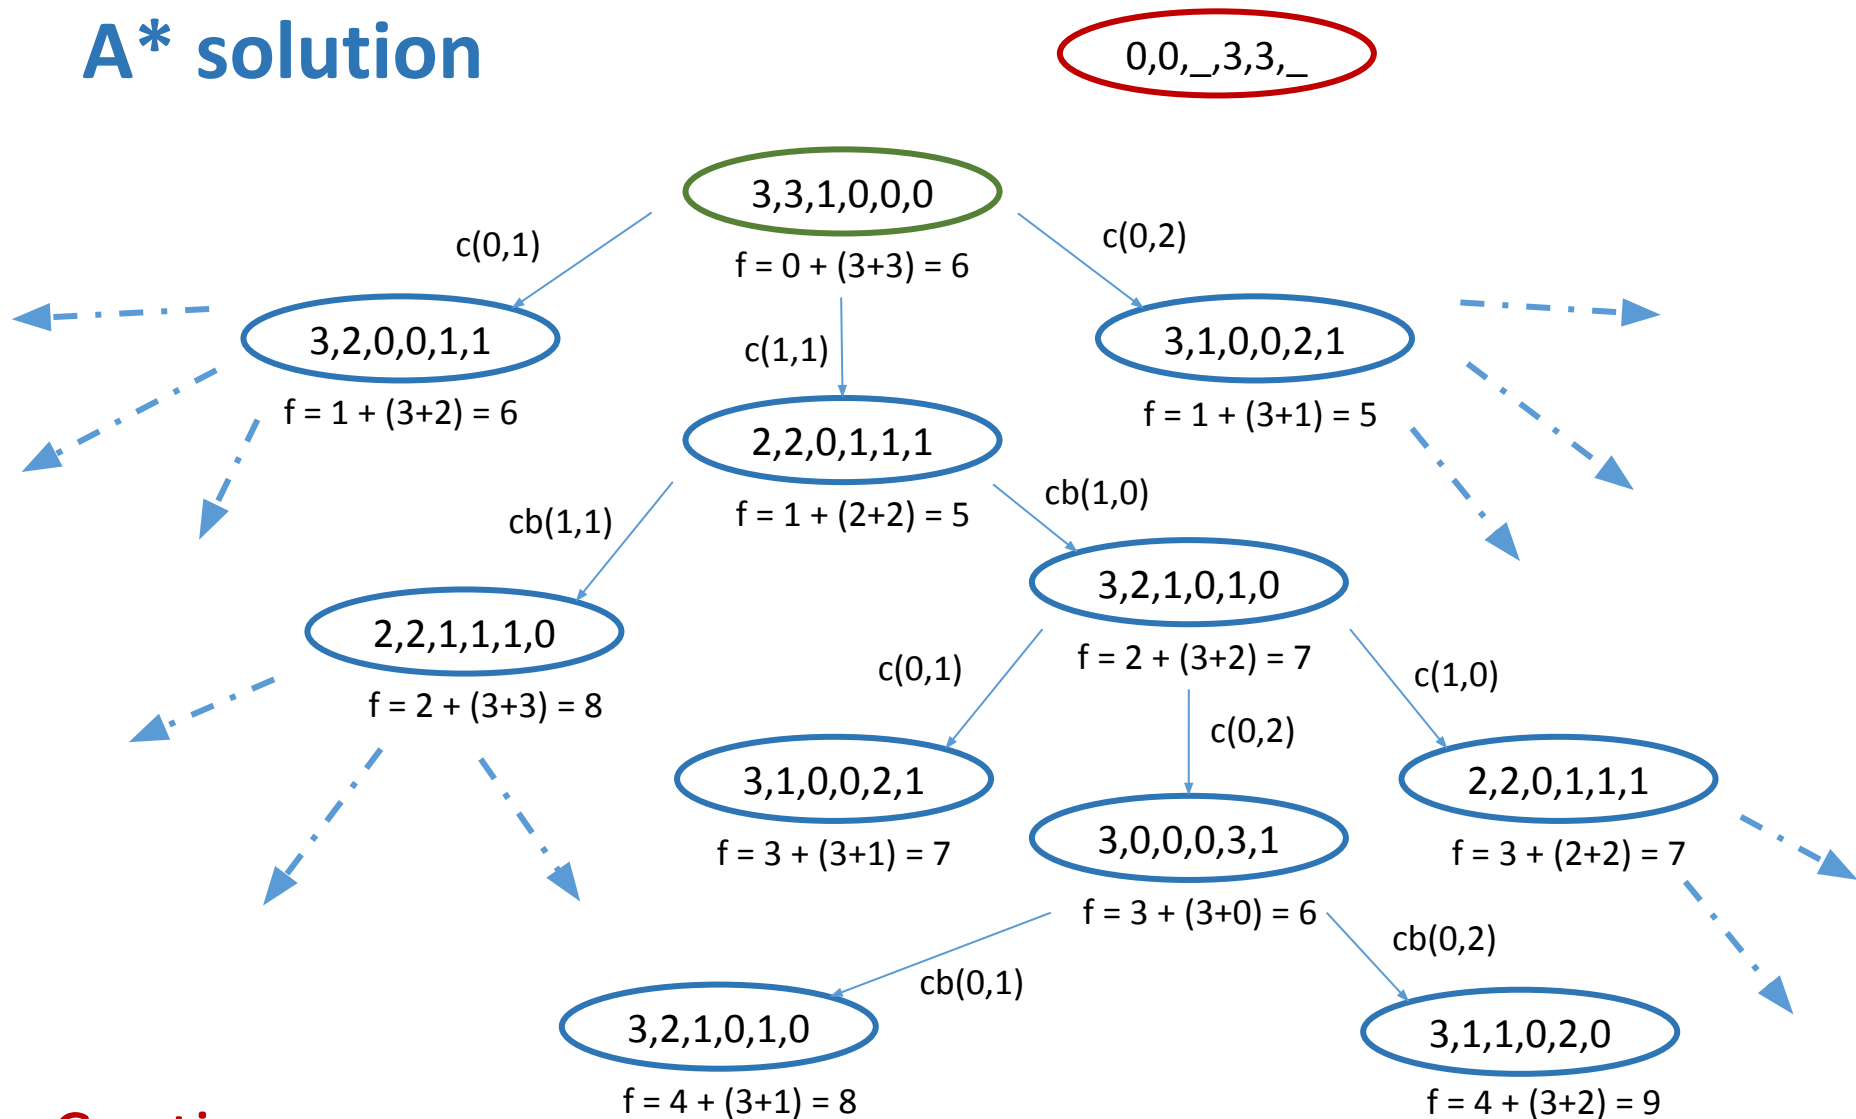 A* solution
0,0,_,3,3,_
3,3,1,0,0,0
f = 0 + (3+3) = 6
c(0,1)
c(1,1)
c(0,2)
3,2,0,0,1,1
f = 1 + (3+2) = 6
2,2,0,1,1,1
f = 1 + (2+2) = 5
3,1,0,0,2,1
f = 1 + (3+1) = 5
cb(1,1)
cb(1,0)
2,2,1,1,1,0
f = 2 + (3+3) = 8
3,2,1,0,1,0
f = 2 + (3+2) = 7
c(0,1)
c(0,2)
c(1,0)
3,1,0,0,2,1
f = 3 + (3+1) = 7
3,0,0,0,3,1
f = 3 + (3+0) = 6
2,2,0,1,1,1
f = 3 + (2+2) = 7
cb(0,1)
cb(0,2)
3,2,1,0,1,0
f = 4 + (3+1) = 8
3,1,1,0,2,0
f = 4 + (3+2) = 9